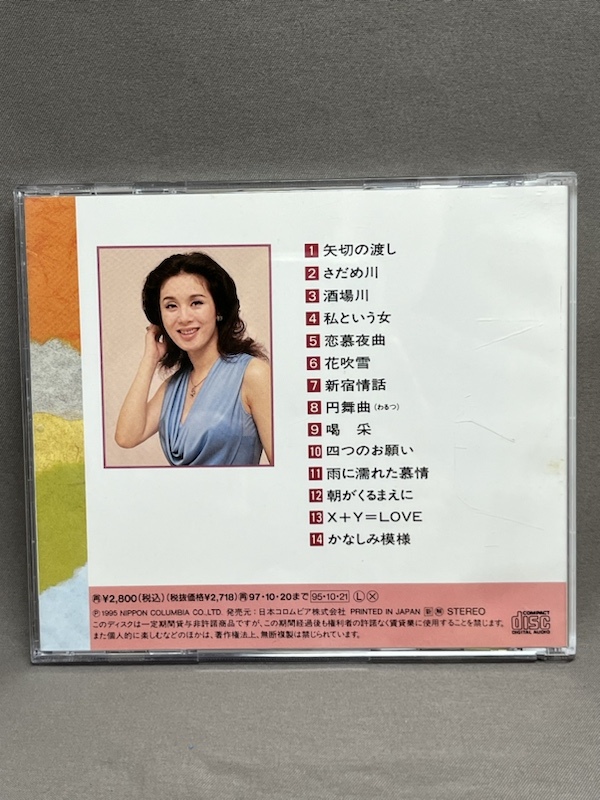 1 矢切の渡し
2 さだめ川
3 酒場川
4 私という女
5 恋慕夜曲
6 花吹雪
7 新宿情話
8 円舞曲(わるつ)
9 喝 采
10 四つのお願い
11 雨に濡れた慕情
12 朝がくるまえに
13 X+Y=LOVE
14 かなしみ模様
再¥2,800(税込)(税抜価格¥2,718)再97・10・20まで 95・10・21 L X
Ⓟ1995 NIPPON COLUMBIA CO.,LTD. 発売元:日本コロムビア株式会社 PRINTED IN JAPAN STEREO
このディスクは一定期間貸与非許諾商品ですが、この期間経過後も権利者の許諾なく賃貸業に使用することを禁じます。
また個人的に楽しむなどのほかは、著作権法上、無断複製は禁じられています。
COMPACT
disc
DIGITAL AUDIO